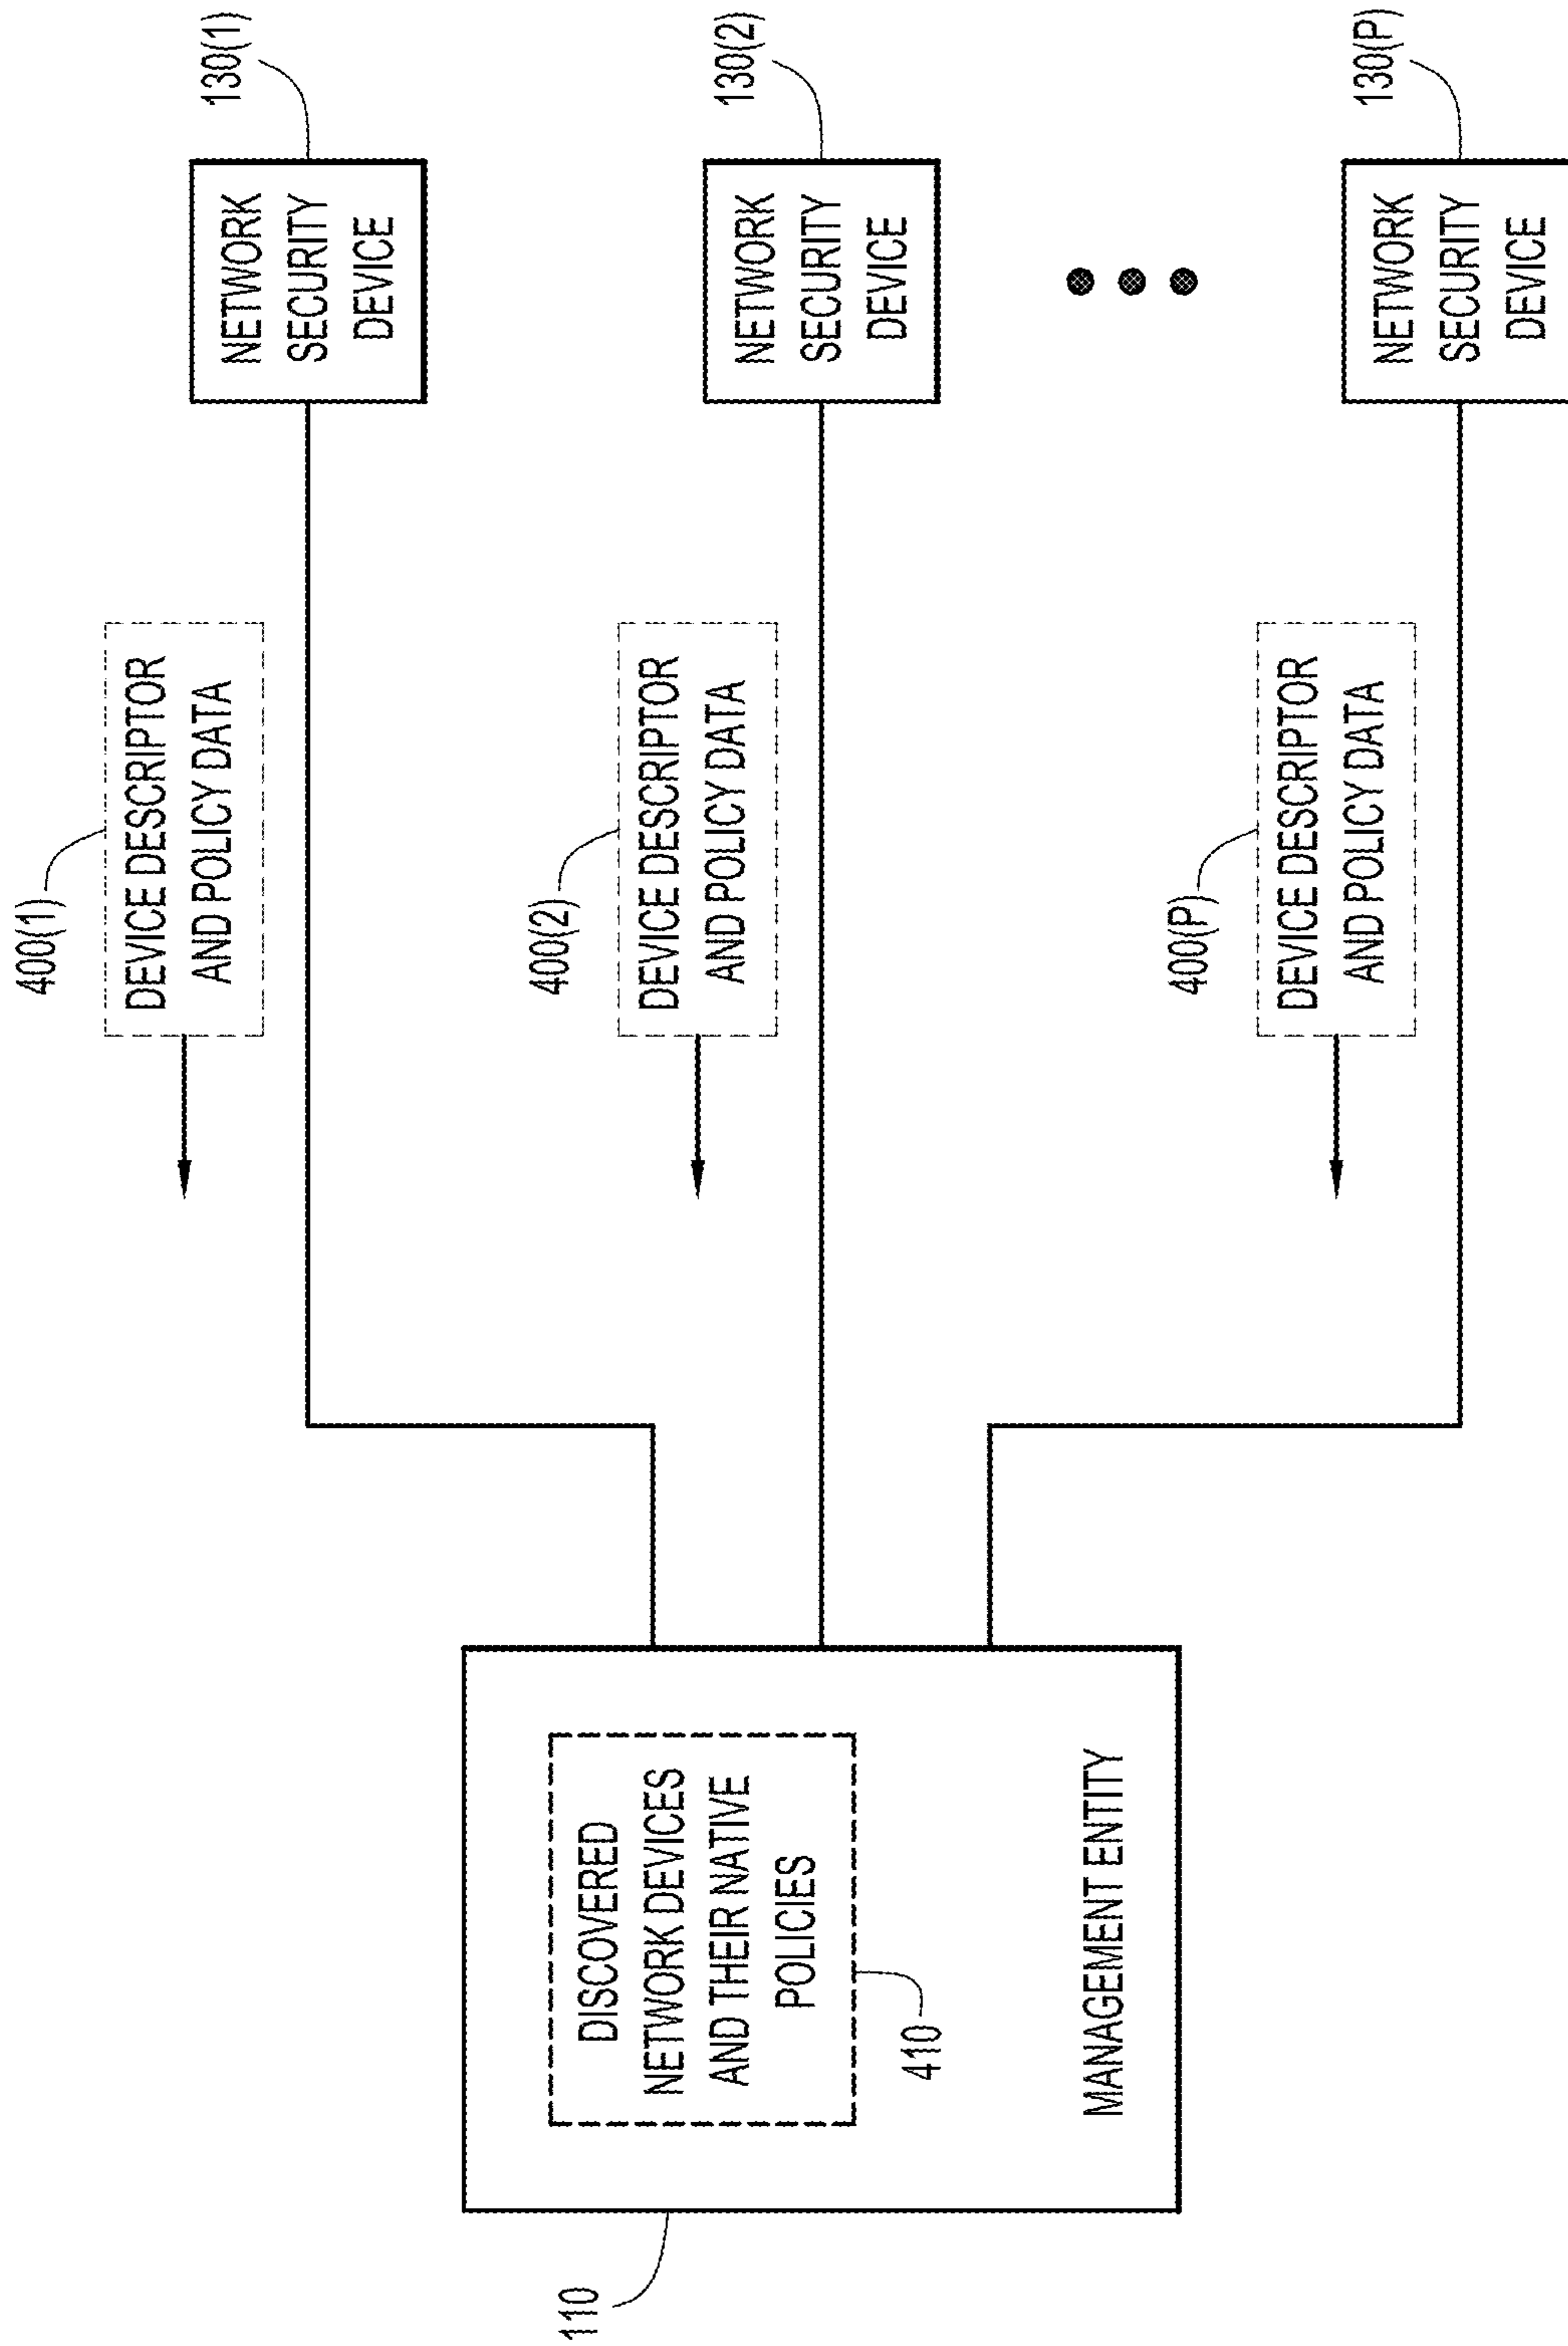 130(1)
NETWORK
SECURITY
DEVICE
400(1)
DEVICE DESCRIPTOR
AND POLICY DATA
130(2)
NETWORK
SECURITY
DEVICE
400(2)
DEVICE DESCRIPTOR
AND POLICY DATA
130(P)
NETWORK
SECURITY
DEVICE
400(P)
DEVICE DESCRIPTOR
AND POLICY DATA
110
DISCOVERED
NETWORK DEVICES
AND THEIR NATIVE
POLICIES
410
MANAGEMENT ENTITY